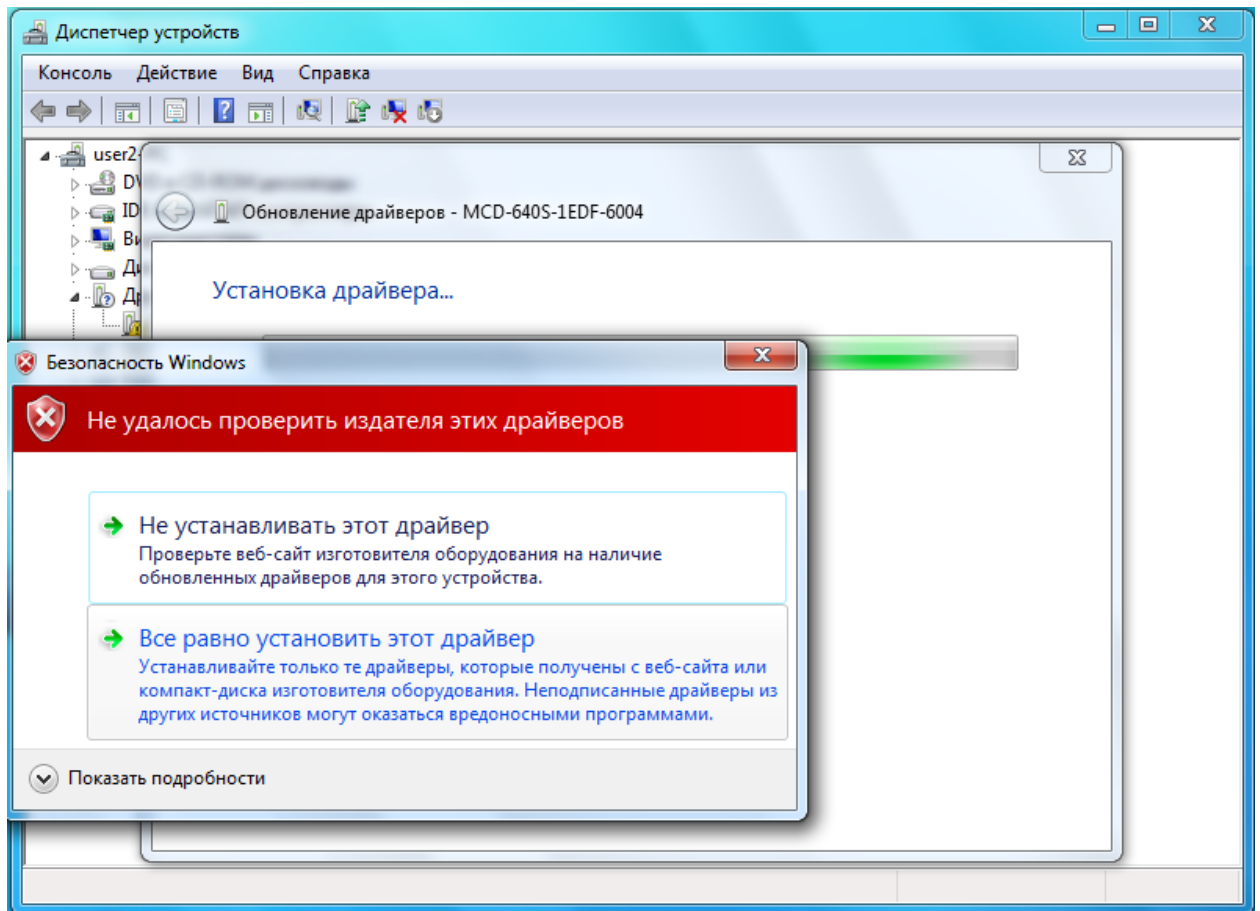 Диспетчер устройств
Консоль Действие Вид Справка
user2-
Обновление драйверов - MCD-640S-1EDF-6004
Установка драйвера...
Безопасность Windows
Не удалось проверить издателя этих драйверов
Не устанавливать этот драйвер
Проверьте веб-сайт изготовителя оборудования на наличие
обновленных драйверов для этого устройства.
Все равно установить этот драйвер
Устанавливайте только те драйверы, которые получены с веб-сайта или
компакт-диска изготовителя оборудования. Неподписанные драйверы из
других источников могут оказаться вредоносными программами.
Показать подробности